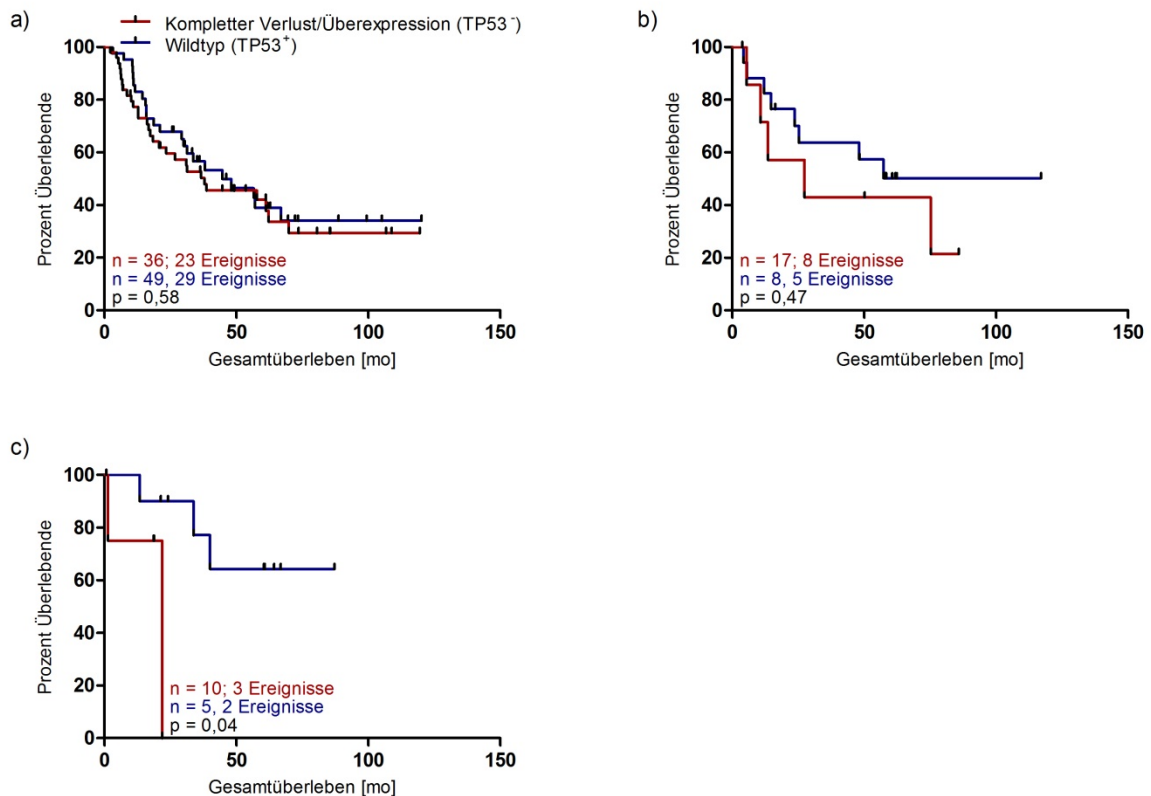 a)
Kompletter Verlust/Überexpression (TP53⁻)
Wildtyp (TP53⁺)
100
80
60
40
20
0
Prozent Überlebende
n = 36; 23 Ereignisse
n = 49, 29 Ereignisse
p = 0,58
0 50 100 150
Gesamtüberleben [mo]
b)
100
80
60
40
20
0
Prozent Überlebende
n = 17; 8 Ereignisse
n = 8, 5 Ereignisse
p = 0,47
0 50 100 150
Gesamtüberleben [mo]
c)
100
80
60
40
20
0
Prozent Überlebende
n = 10; 3 Ereignisse
n = 5, 2 Ereignisse
p = 0,04
0 50 100 150
Gesamtüberleben [mo]